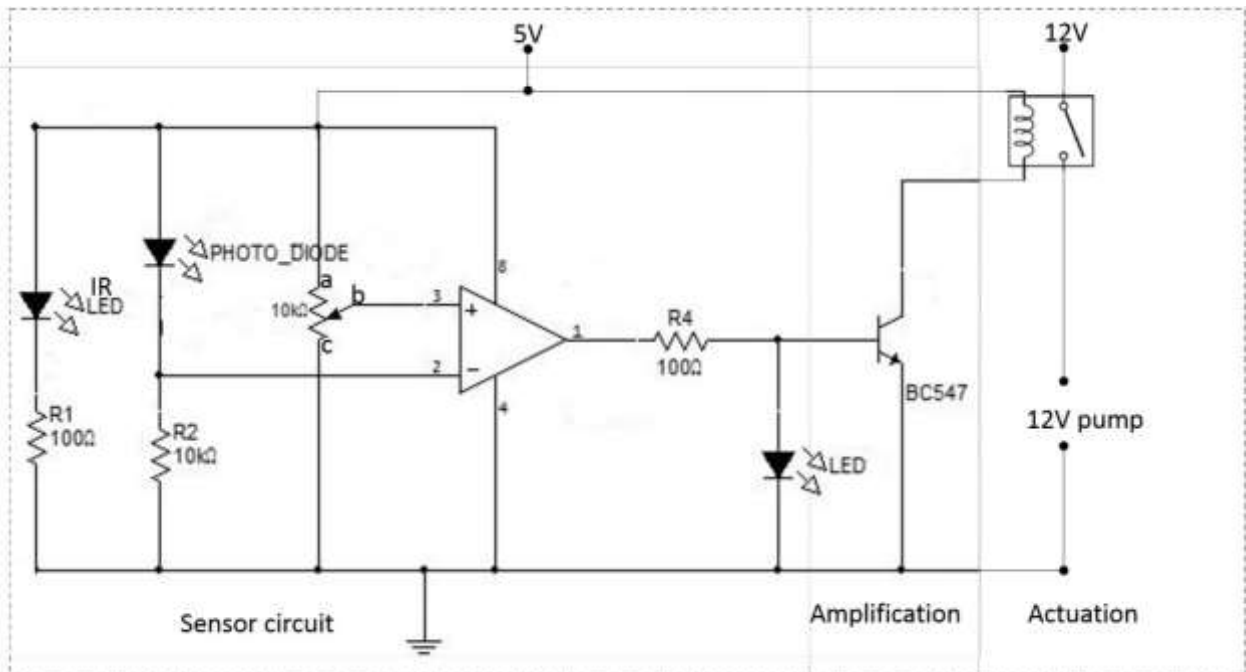 5V
12V
PHOTO_DIODE
IR
LED
a
b
10kΩ
c
3
8
+
2
−
1
4
R4
100Ω
R1
100Ω
R2
10kΩ
BC547
LED
12V pump
Sensor circuit
Amplification
Actuation